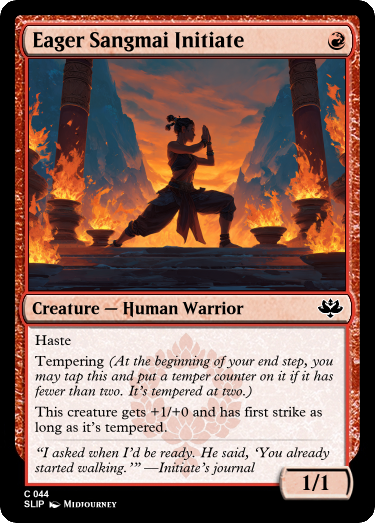 Eager Sangmai Initiate
Creature — Human Warrior
Haste
Tempering (At the beginning of your end step, you
may tap this and put a temper counter on it if it has
fewer than two. It's tempered at two.)
This creature gets +1/+0 and has first strike as
long as it's tempered.
“I asked when I'd be ready. He said, ‘You already
started walking.’” —Initiate's journal
1/1
C 044
SLIP Midjourney